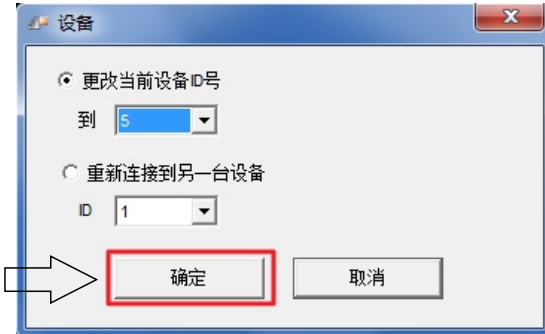 设备
更改当前设备ID号
到 5
重新连接到另一台设备
ID 1
确定 取消